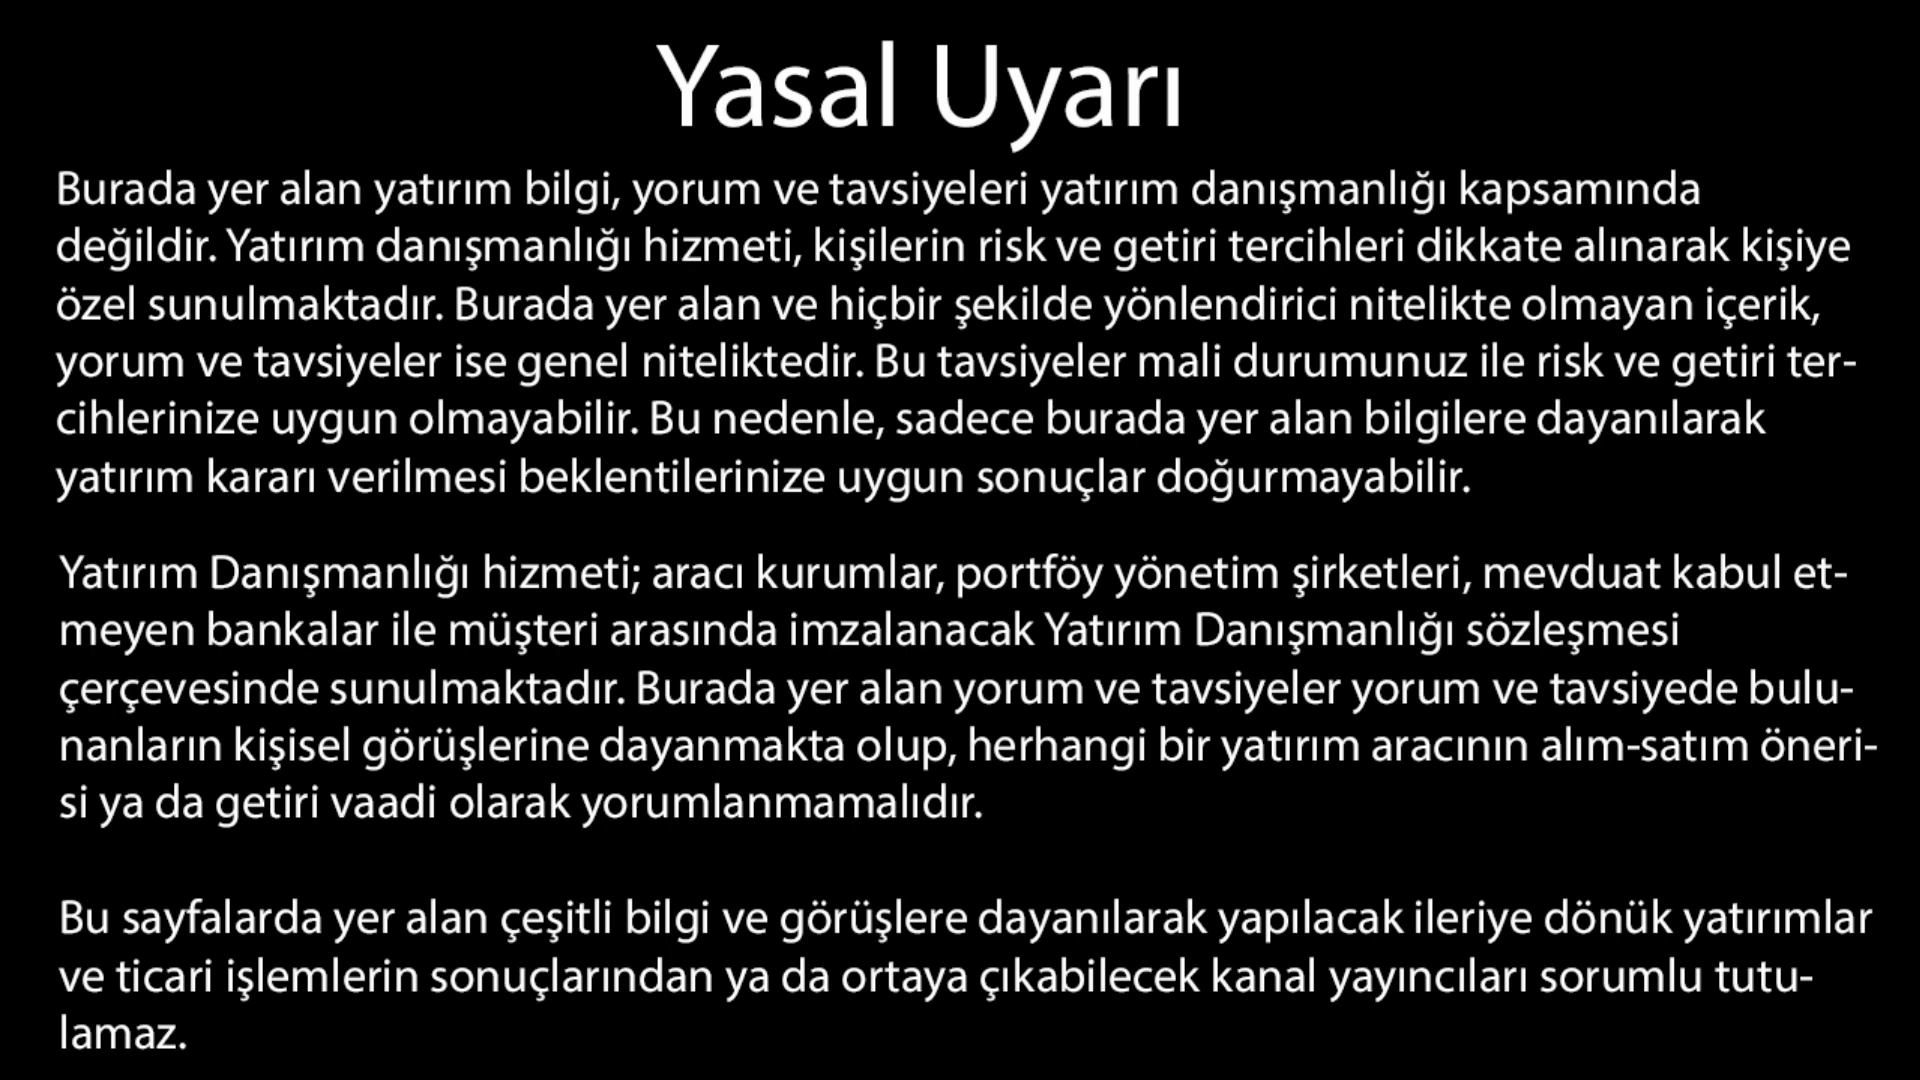 Yasal Uyarı
Burada yer alan yatırım bilgi, yorum ve tavsiyeleri yatırım danışmanlığı kapsamında
değildir. Yatırım danışmanlığı hizmeti, kişilerin risk ve getiri tercihleri dikkate alınarak kişiye
özel sunulmaktadır. Burada yer alan ve hiçbir şekilde yönlendirici nitelikte olmayan içerik,
yorum ve tavsiyeler ise genel niteliktedir. Bu tavsiyeler mali durumunuz ile risk ve getiri ter-
cihlerinize uygun olmayabilir. Bu nedenle, sadece burada yer alan bilgilere dayanılarak
yatırım kararı verilmesi beklentilerinize uygun sonuçlar doğurmayabilir.
Yatırım Danışmanlığı hizmeti; aracı kurumlar, portföy yönetim şirketleri, mevduat kabul et-
meyen bankalar ile müşteri arasında imzalanacak Yatırım Danışmanlığı sözleşmesi
çerçevesinde sunulmaktadır. Burada yer alan yorum ve tavsiyeler yorum ve tavsiyede bulu-
nanların kişisel görüşlerine dayanmakta olup, herhangi bir yatırım aracının alım-satım öneri-
si ya da getiri vaadi olarak yorumlanmamalıdır.
Bu sayfalarda yer alan çeşitli bilgi ve görüşlere dayanılarak yapılacak ileriye dönük yatırımlar
ve ticari işlemlerin sonuçlarından ya da ortaya çıkabilecek kanal yayıncıları sorumlu tutu-
lamaz.